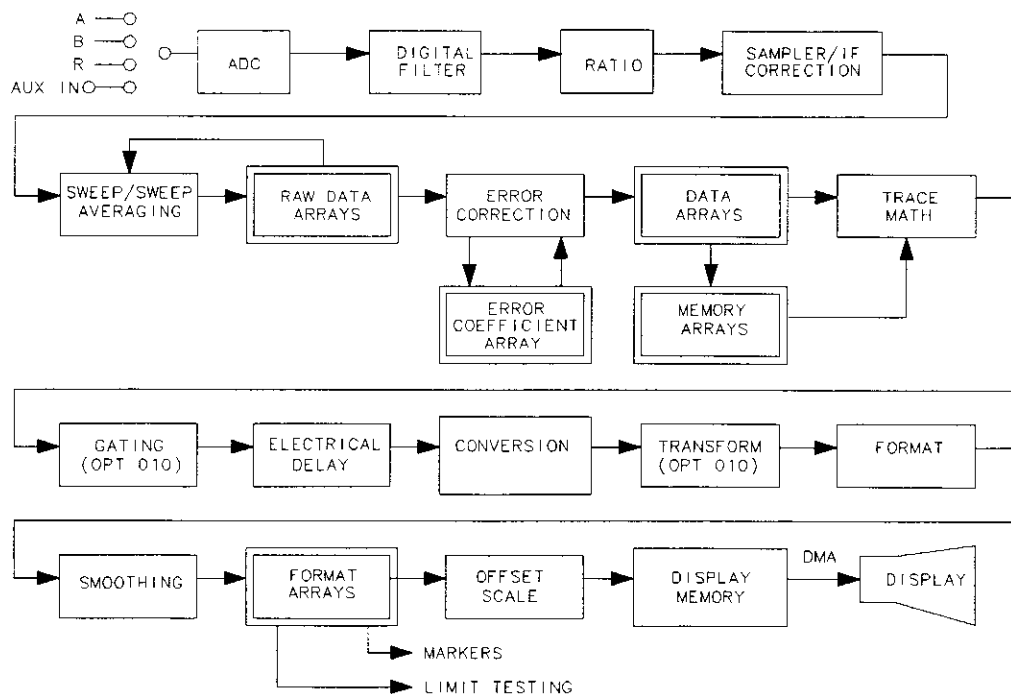 A
B
R
AUX IN
ADC
DIGITAL
FILTER
RATIO
SAMPLER/IF
CORRECTION
SWEEP/SWEEP
AVERAGING
RAW DATA
ARRAYS
ERROR
CORRECTION
DATA
ARRAYS
TRACE
MATH
ERROR
COEFFICIENT
ARRAY
MEMORY
ARRAYS
GATING
(OPT 010)
ELECTRICAL
DELAY
CONVERSION
TRANSFORM
(OPT 010)
FORMAT
SMOOTHING
FORMAT
ARRAYS
OFFSET
SCALE
DISPLAY
MEMORY
DMA
DISPLAY
MARKERS
LIMIT TESTING